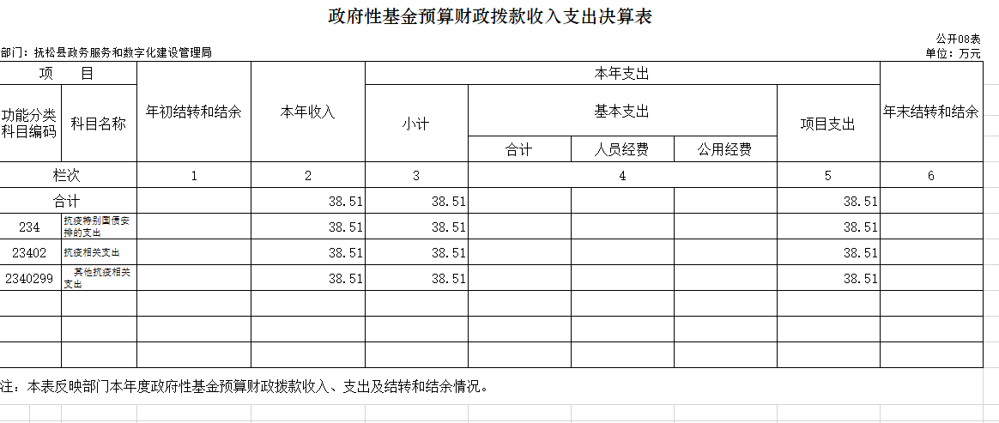 政府性基金预算财政拨款收入支出决算表
公开08表
部门：抚松县政务服务和数字化建设管理局
单位：万元
项 目
年初结转和结余
本年收入
本年支出
年末结转和结余
功能分类
科目编码
科目名称
小计
基本支出
项目支出
合计
人员经费
公用经费
栏次 1 2 3 4 5 6
合计 38.51 38.51 38.51
234 抗疫特别国债安
排的支出 38.51 38.51 38.51
23402 抗疫相关支出 38.51 38.51 38.51
2340299 其他抗疫相关
支出 38.51 38.51 38.51
注：本表反映部门本年度政府性基金预算财政拨款收入、支出及结转和结余情况。